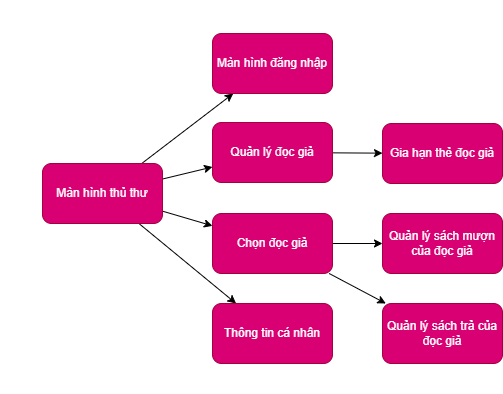 Màn hình đăng nhập
Quản lý đọc giả
Gia hạn thẻ đọc giả
Màn hình thủ thư
Chọn đọc giả
Quản lý sách mượn
của đọc giả
Thông tin cá nhân
Quản lý sách trả của
đọc giả